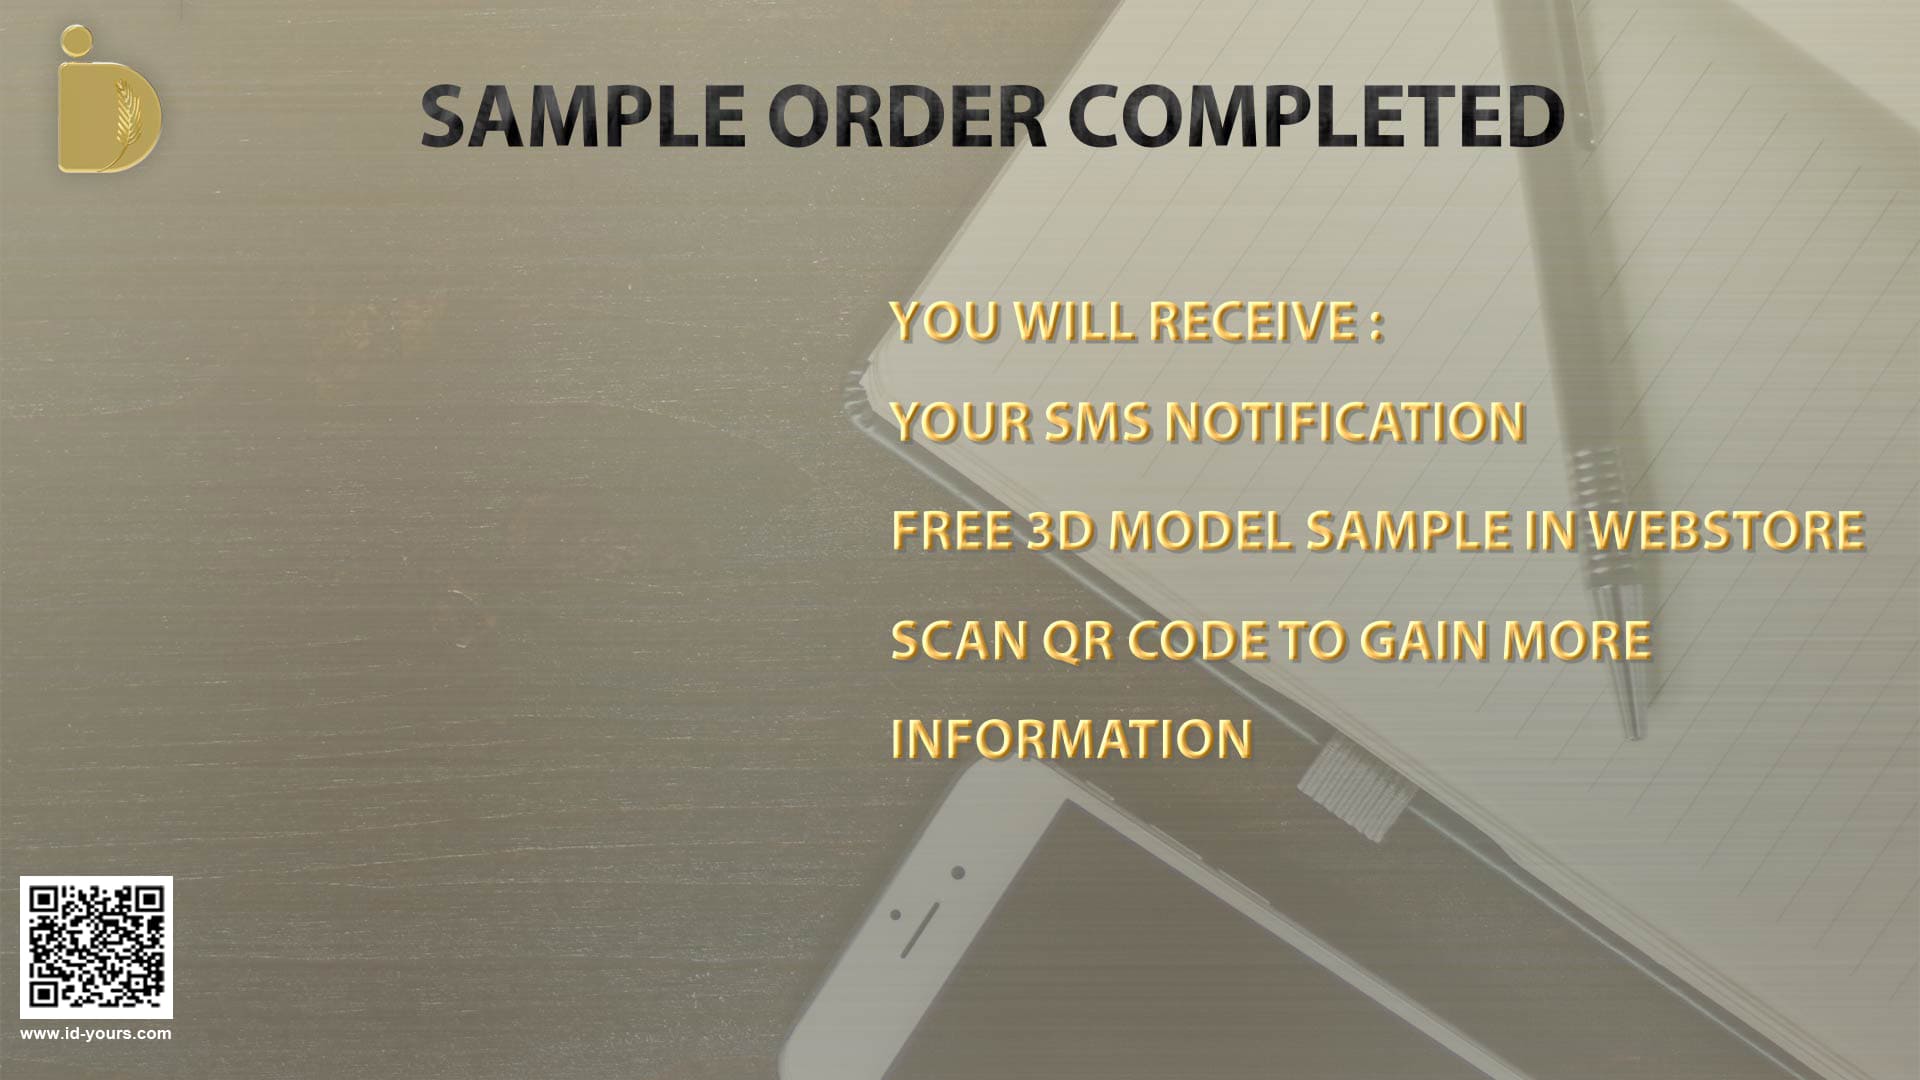 SAMPLE ORDER COMPLETED
YOU WILL RECEIVE :
YOUR SMS NOTIFICATION
FREE 3D MODEL SAMPLE IN WEBSTORE
SCAN QR CODE TO GAIN MORE
INFORMATION
www.id-yours.com